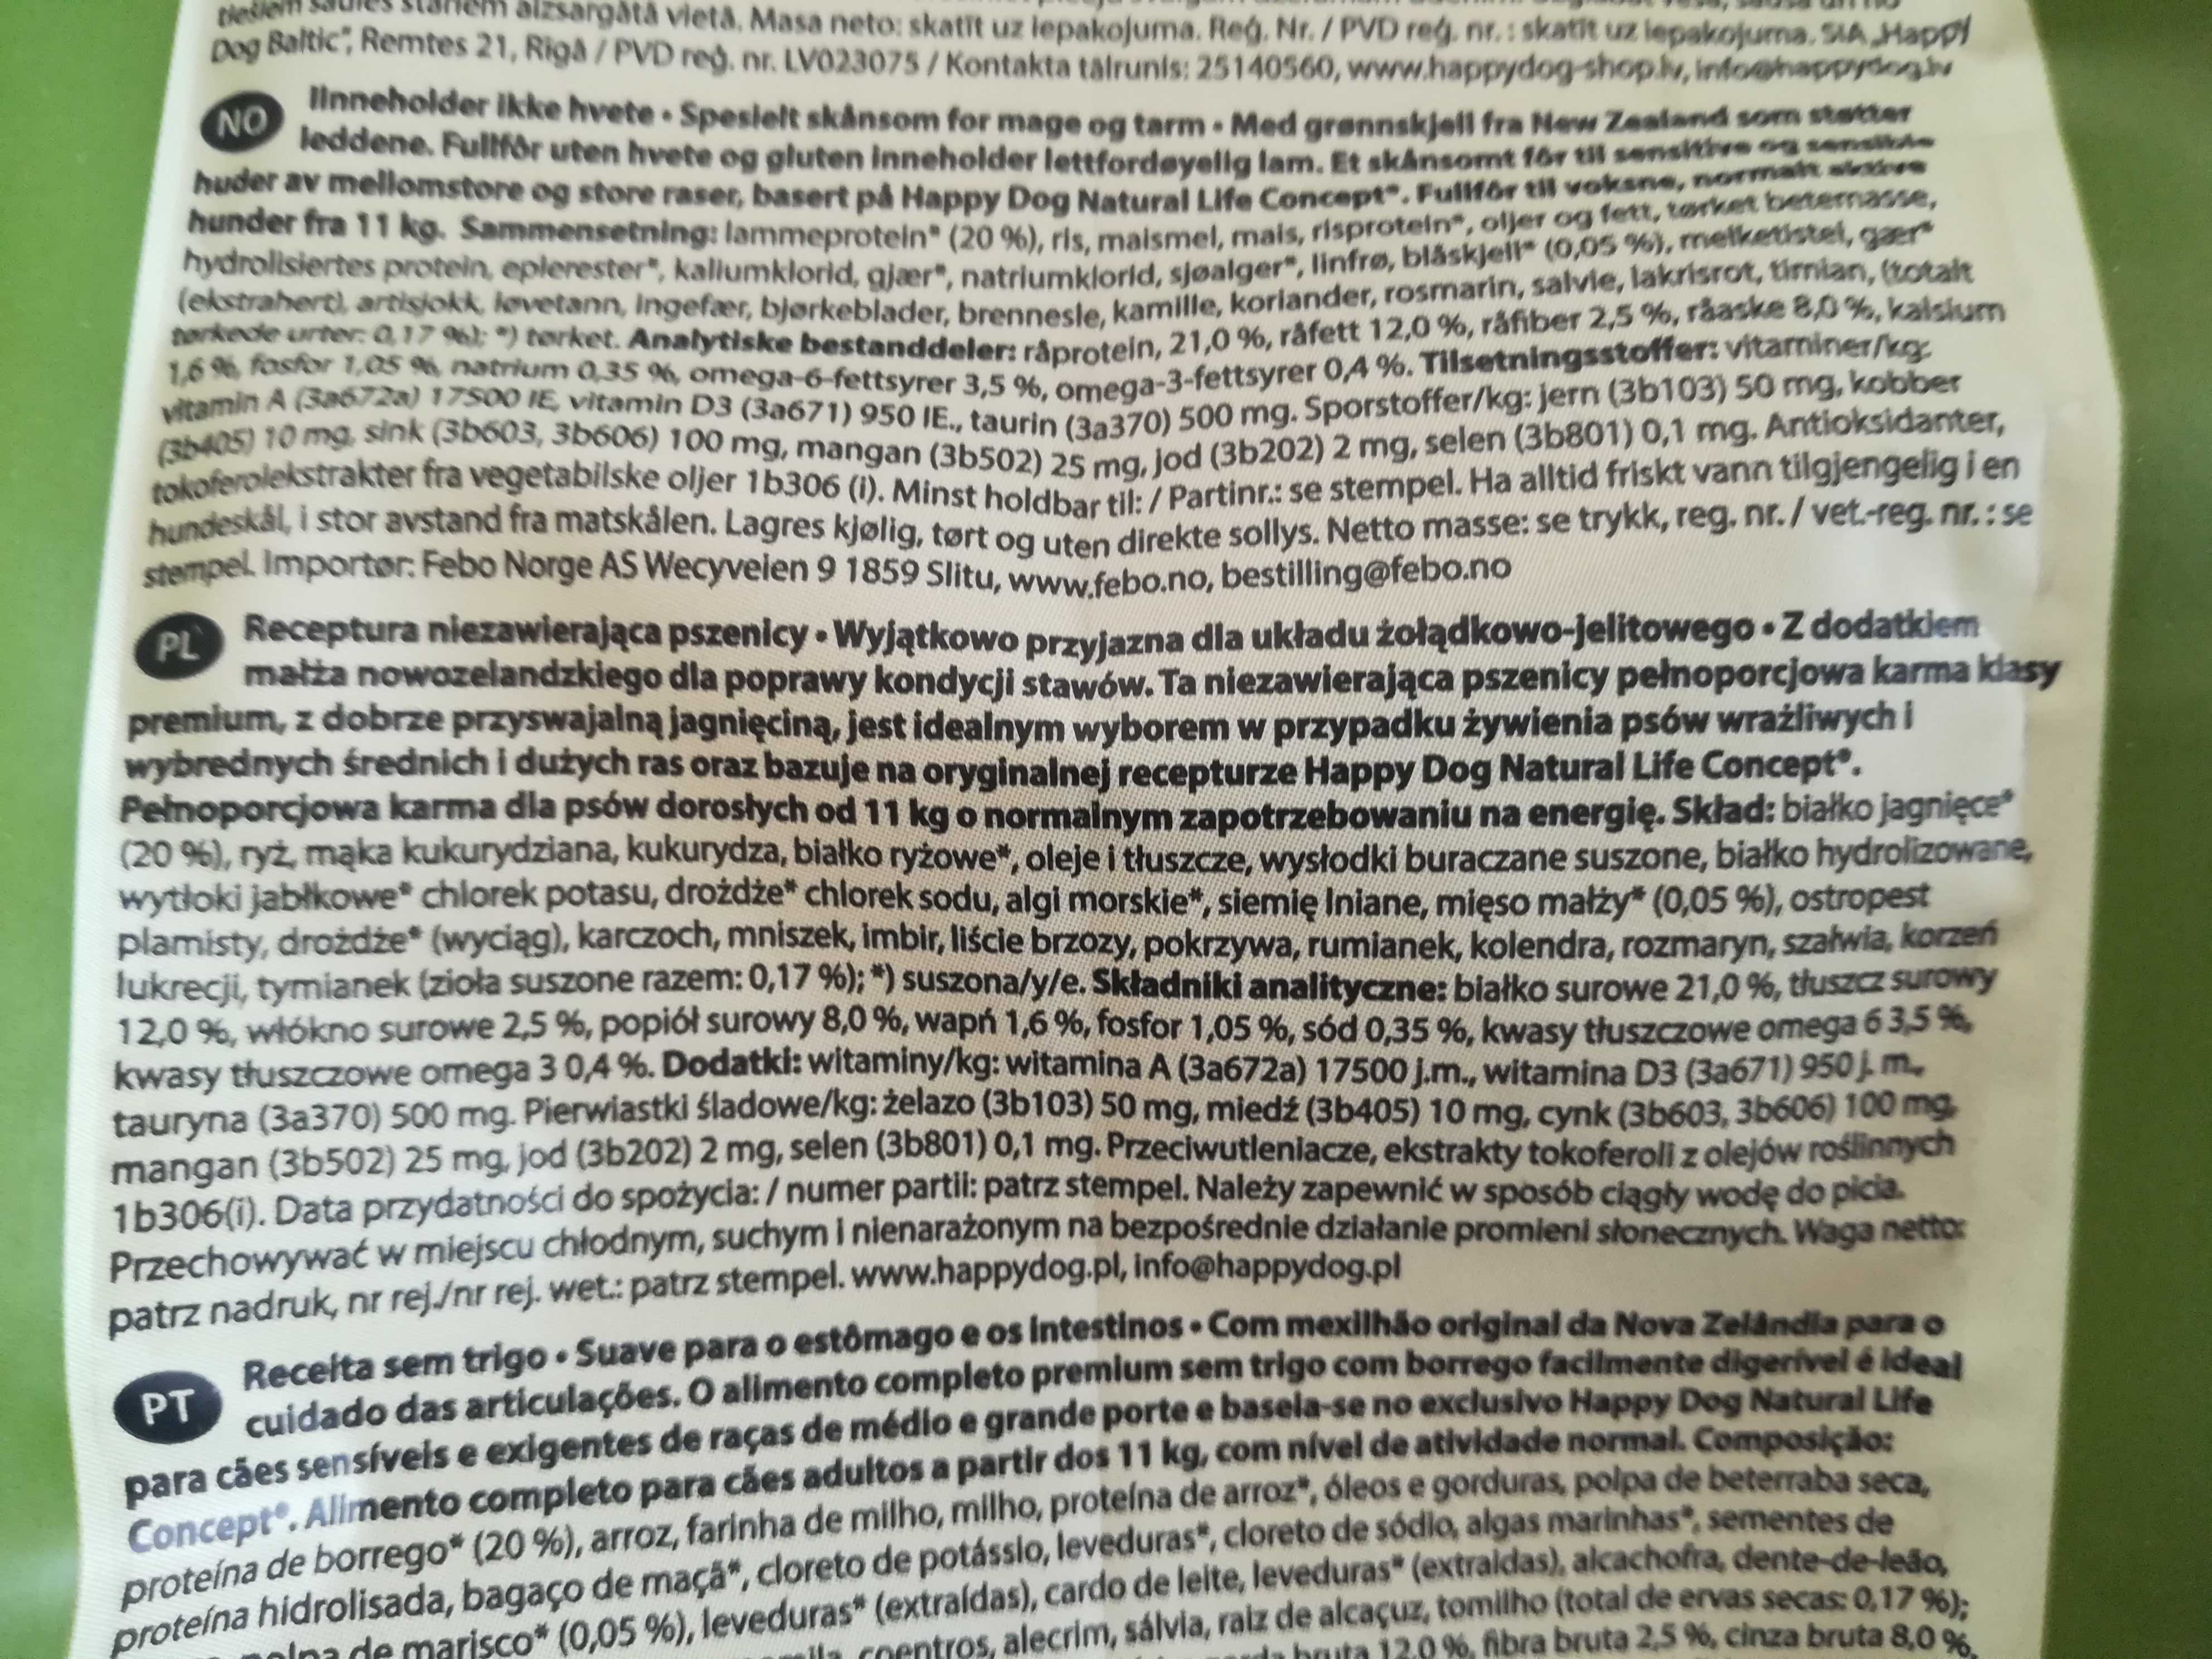 tiešiem saules stariem aizsargātā vietā. Masa neto: skatīt uz iepakojuma. Reģ. Nr. / PVD reģ. nr. : skatīt uz iepakojuma. SIA „Happy
Dog Baltic”, Remtes 21, Rīgā / PVD reģ. nr. LV023075 / Kontakta tālrunis: 25140560, www.happydog-shop.lv, info@happydog.lv
NO IInneholder ikke hvete • Spesielt skånsom for mage og tarm • Med grønnskjell fra New Zealand som støtter
leddene. Fullfôr uten hvete og gluten inneholder lettfordøyelig lam. Et skånsomt fôr til sensitive og sensible
huder av mellomstore og store raser, basert på Happy Dog Natural Life Concept®. Fullfôr til voksne, normalt aktive
hunder fra 11 kg. Sammensetning: lammeprotein* (20 %), ris, maismel, mais, risprotein*, oljer og fett, tørket betemasse,
hydrolisiertes protein, eplerester*, kaliumklorid, gjær*, natriumklorid, sjøalger*, linfrø, blåskjell* (0,05 %), melketistel, gær*
(ekstrahert), artisjokk, løvetann, ingefær, bjørkeblader, brennesle, kamille, koriander, rosmarin, salvie, lakrisrot, timian, (totalt
tørkede urter: 0,17 %); *) tørket. Analytiske bestanddeler: råprotein, 21,0 %, råfett 12,0 %, råfiber 2,5 %, råaske 8,0 %, kalsium
1,6 %, fosfor 1,05 %, natrium 0,35 %, omega-6-fettsyrer 3,5 %, omega-3-fettsyrer 0,4 %. Tilsetningsstoffer: vitaminer/kg:
vitamin A (3a672a) 17500 IE, vitamin D3 (3a671) 950 IE., taurin (3a370) 500 mg. Sporstoffer/kg: jern (3b103) 50 mg, kobber
(3b405) 10 mg, sink (3b603, 3b606) 100 mg, mangan (3b502) 25 mg, jod (3b202) 2 mg, selen (3b801) 0,1 mg. Antioksidanter,
tokoferolekstrakter fra vegetabilske oljer 1b306 (i). Minst holdbar til: / Partinr.: se stempel. Ha alltid friskt vann tilgjengelig i en
hundeskål, i stor avstand fra matskålen. Lagres kjølig, tørt og uten direkte sollys. Netto masse: se trykk, reg. nr. / vet.-reg. nr. : se
stempel. Importør: Febo Norge AS Wecyveien 9 1859 Slitu, www.febo.no, bestilling@febo.no
PL Receptura niezawierająca pszenicy • Wyjątkowo przyjazna dla układu żołądkowo-jelitowego • Z dodatkiem
małża nowozelandzkiego dla poprawy kondycji stawów. Ta niezawierająca pszenicy pełnoporcjowa karma klasy
premium, z dobrze przyswajalną jagnięciną, jest idealnym wyborem w przypadku żywienia psów wrażliwych i
wybrednych średnich i dużych ras oraz bazuje na oryginalnej recepturze Happy Dog Natural Life Concept®.
Pełnoporcjowa karma dla psów dorosłych od 11 kg o normalnym zapotrzebowaniu na energię. Skład: białko jagnięce*
(20 %), ryż, mąka kukurydziana, kukurydza, białko ryżowe*, oleje i tłuszcze, wysłodki buraczane suszone, białko hydrolizowane,
wytłoki jabłkowe* chlorek potasu, drożdże* chlorek sodu, algi morskie*, siemię lniane, mięso małży* (0,05 %), ostropest
plamisty, drożdże* (wyciąg), karczoch, mniszek, imbir, liście brzozy, pokrzywa, rumianek, kolendra, rozmaryn, szałwia, korzeń
lukrecji, tymianek (zioła suszone razem: 0,17 %); *) suszona/y/e. Składniki analityczne: białko surowe 21,0 %, tłuszcz surowy
12,0 %, włókno surowe 2,5 %, popiół surowy 8,0 %, wapń 1,6 %, fosfor 1,05 %, sód 0,35 %, kwasy tłuszczowe omega 6 3,5 %,
kwasy tłuszczowe omega 3 0,4 %. Dodatki: witaminy/kg: witamina A (3a672a) 17500 j.m., witamina D3 (3a671) 950 j. m.,
tauryna (3a370) 500 mg. Pierwiastki śladowe/kg: żelazo (3b103) 50 mg, miedź (3b405) 10 mg, cynk (3b603, 3b606) 100 mg,
mangan (3b502) 25 mg, jod (3b202) 2 mg, selen (3b801) 0,1 mg. Przeciwutleniacze, ekstrakty tokoferoli z olejów roślinnych
1b306(i). Data przydatności do spożycia: / numer partii: patrz stempel. Należy zapewnić w sposób ciągły wodę do picia.
Przechowywać w miejscu chłodnym, suchym i nienarażonym na bezpośrednie działanie promieni słonecznych. Waga netto:
patrz nadruk, nr rej./nr rej. wet.: patrz stempel. www.happydog.pl, info@happydog.pl
PT Receita sem trigo • Suave para o estômago e os intestinos • Com mexilhão original da Nova Zelândia para o
cuidado das articulações. O alimento completo premium sem trigo com borrego facilmente digerível é ideal
para cães sensíveis e exigentes de raças de médio e grande porte e baseia-se no exclusivo Happy Dog Natural Life
Concept®. Alimento completo para cães adultos a partir dos 11 kg, com nível de atividade normal. Composição:
proteína de borrego* (20 %), arroz, farinha de milho, milho, proteína de arroz*, óleos e gorduras, polpa de beterraba seca,
proteína hidrolisada, bagaço de maçã*, cloreto de potássio, leveduras*, cloreto de sódio, algas marinhas*, sementes de
polpa de marisco* (0,05 %), leveduras* (extraídas), cardo de leite, leveduras* (extraídas), alcachofra, dente-de-leão,
coentros, alecrim, sálvia, raiz de alcaçuz, tomilho (total de ervas secas: 0,17 %);
bruta 12,0 %, fibra bruta 2,5 %, cinza bruta 8,0 %,